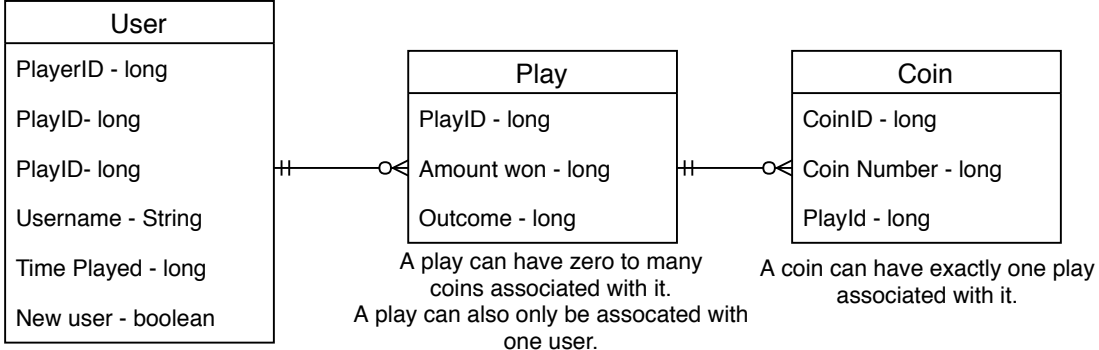 User
PlayerID - long
PlayID- long
PlayID- long
Username - String
Time Played - long
New user - boolean
Play
PlayID - long
Amount won - long
Outcome - long
A play can have zero to many
coins associated with it.
A play can also only be assocated with
one user.
Coin
CoinID - long
Coin Number - long
PlayId - long
A coin can have exactly one play
associated with it.